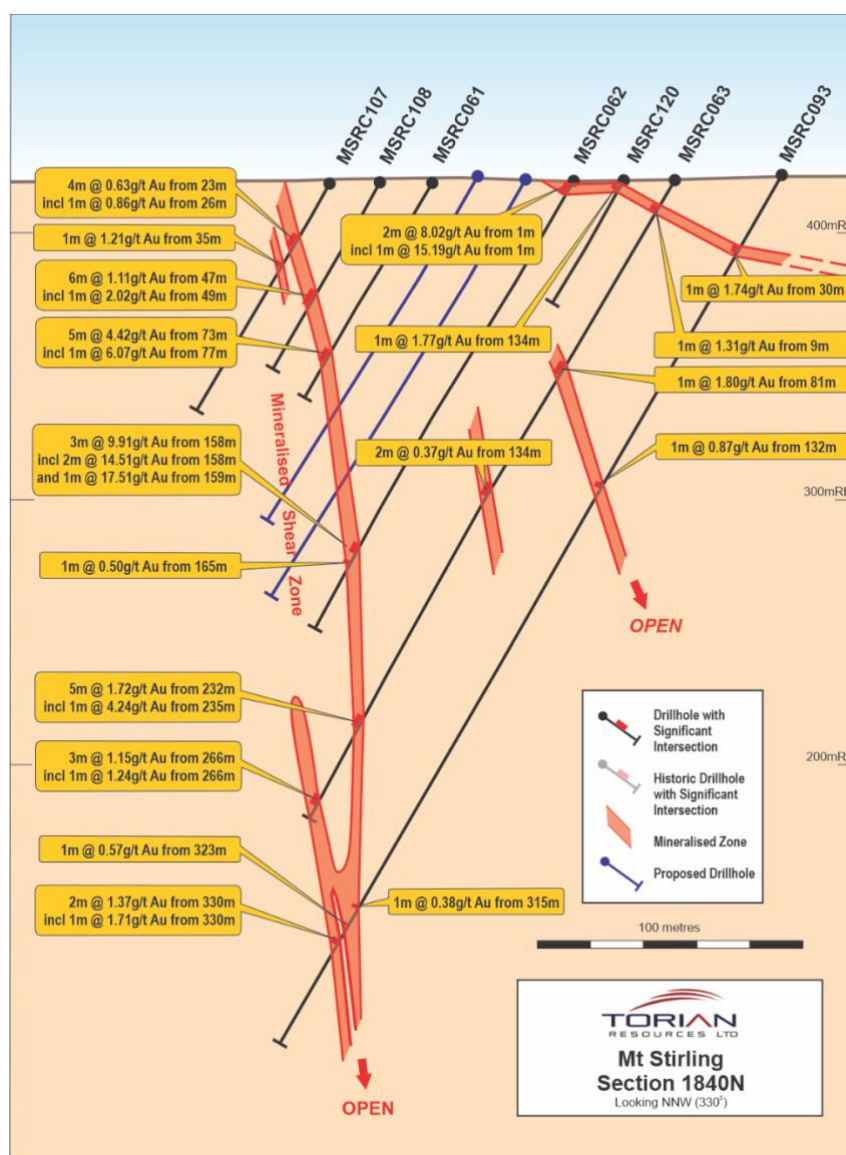 MSRC107
MSRC108
MSRC061
MSRC062
MSRC120
MSRC063
MSRC093
4m @ 0.63g/t Au from 23m
incl 1m @ 0.86g/t Au from 26m
1m @ 1.21g/t Au from 35m
6m @ 1.11g/t Au from 47m
incl 1m @ 2.02g/t Au from 49m
5m @ 4.42g/t Au from 73m
incl 1m @ 6.07g/t Au from 77m
2m @ 8.02g/t Au from 1m
incl 1m @ 15.19g/t Au from 1m
400mRl
1m @ 1.74g/t Au from 30m
1m @ 1.77g/t Au from 134m
1m @ 1.31g/t Au from 9m
1m @ 1.80g/t Au from 81m
Mineralised Shear Zone
3m @ 9.91g/t Au from 158m
incl 2m @ 14.51g/t Au from 158m
and 1m @ 17.51g/t Au from 159m
2m @ 0.37g/t Au from 134m
1m @ 0.87g/t Au from 132m
300mRl
1m @ 0.50g/t Au from 165m
OPEN
5m @ 1.72g/t Au from 232m
incl 1m @ 4.24g/t Au from 235m
3m @ 1.15g/t Au from 266m
incl 1m @ 1.24g/t Au from 266m
200mRl
1m @ 0.57g/t Au from 323m
2m @ 1.37g/t Au from 330m
incl 1m @ 1.71g/t Au from 330m
1m @ 0.38g/t Au from 315m
OPEN
Drillhole with
Significant
Intersection
Historic Drillhole
with Significant
Intersection
Mineralised Zone
Proposed Drillhole
100 metres
TORIAN
RESOURCES LTD
Mt Stirling
Section 1840N
Looking NNW (330°)